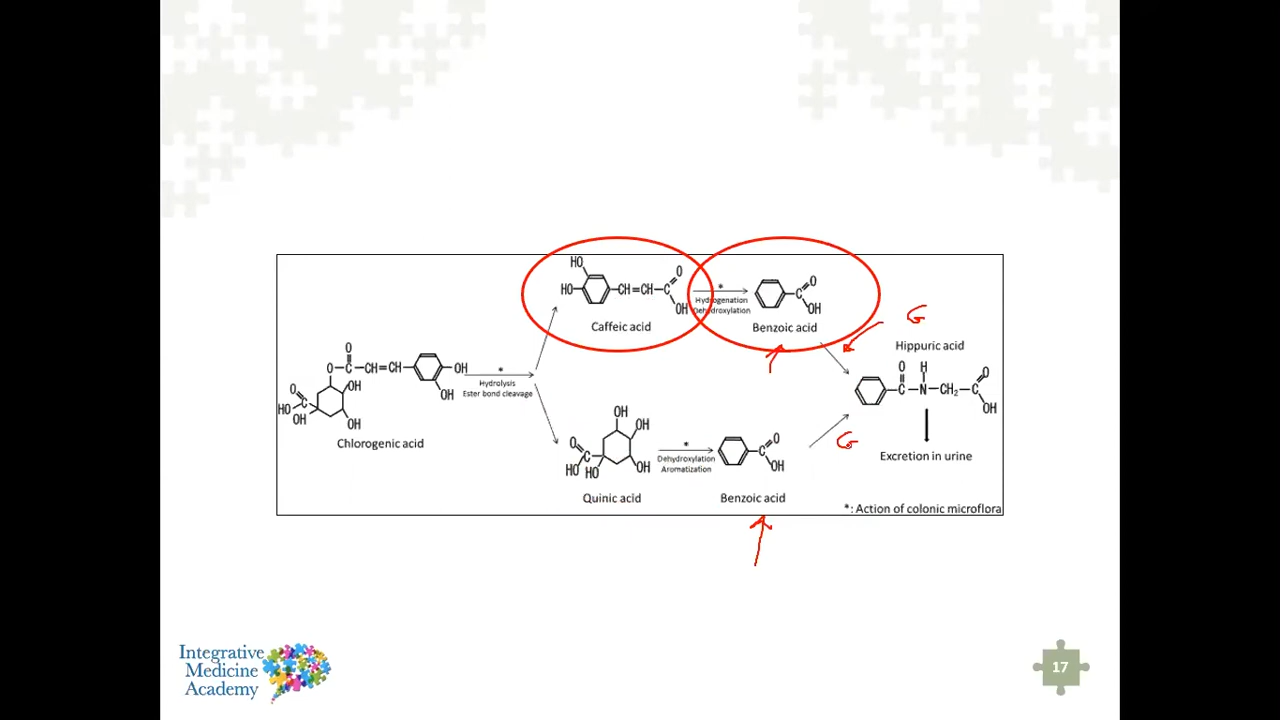 HO
HO
CH=CH
C
O
OH
Caffeic acid
*
Hydrogenation
Dehydroxylation
C
O
OH
Benzoic acid
G
Hippuric acid
O
H
C
N
CH₂
C
O
OH
Excretion in urine
O
O
C
CH=CH
OH
OH
O
C
HO
OH
OH
OH
Chlorogenic acid
*
Hydrolysis
Ester bond cleavage
OH
OH
O
C
HO
HO
OH
Quinic acid
*
Dehydroxylation
Aromatization
C
O
OH
Benzoic acid
G
*: Action of colonic microflora
Integrative
Medicine
Academy
17